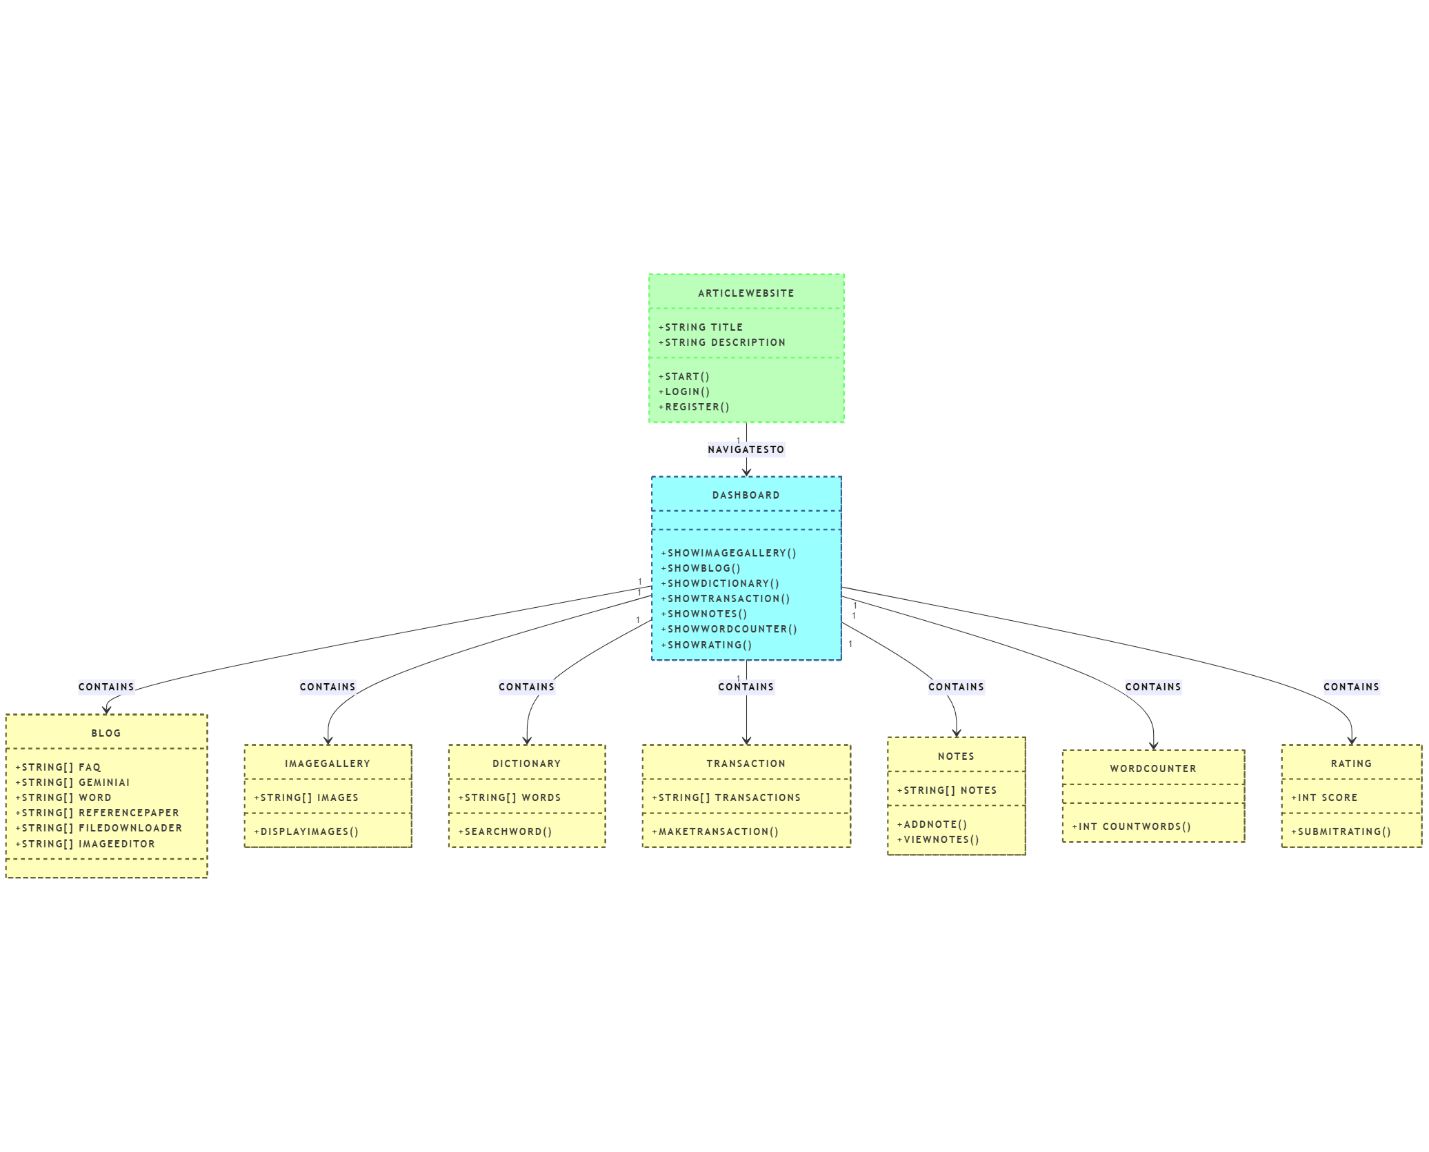 ARTICLEWEBSITE
+STRING TITLE
+STRING DESCRIPTION
+START()
+LOGIN()
+REGISTER()
1
NAVIGATESTO
DASHBOARD
+SHOWIMAGEGALLERY()
+SHOWBLOG()
+SHOWDICTIONARY()
+SHOWTRANSACTION()
+SHOWNOTES()
+SHOWWORDCOUNTER()
+SHOWRATING()
1
1
1
1
1
1
1
CONTAINS
CONTAINS
CONTAINS
CONTAINS
CONTAINS
CONTAINS
CONTAINS
BLOG
+STRING[] FAQ
+STRING[] GEMINIAI
+STRING[] WORD
+STRING[] REFERENCEPAPER
+STRING[] FILEDOWNLOADER
+STRING[] IMAGEEDITOR
IMAGEGALLERY
+STRING[] IMAGES
+DISPLAYIMAGES()
DICTIONARY
+STRING[] WORDS
+SEARCHWORD()
TRANSACTION
+STRING[] TRANSACTIONS
+MAKETRANSACTION()
NOTES
+STRING[] NOTES
+ADDNOTE()
+VIEWNOTES()
WORDCOUNTER
+INT COUNTWORDS()
RATING
+INT SCORE
+SUBMITRATING()